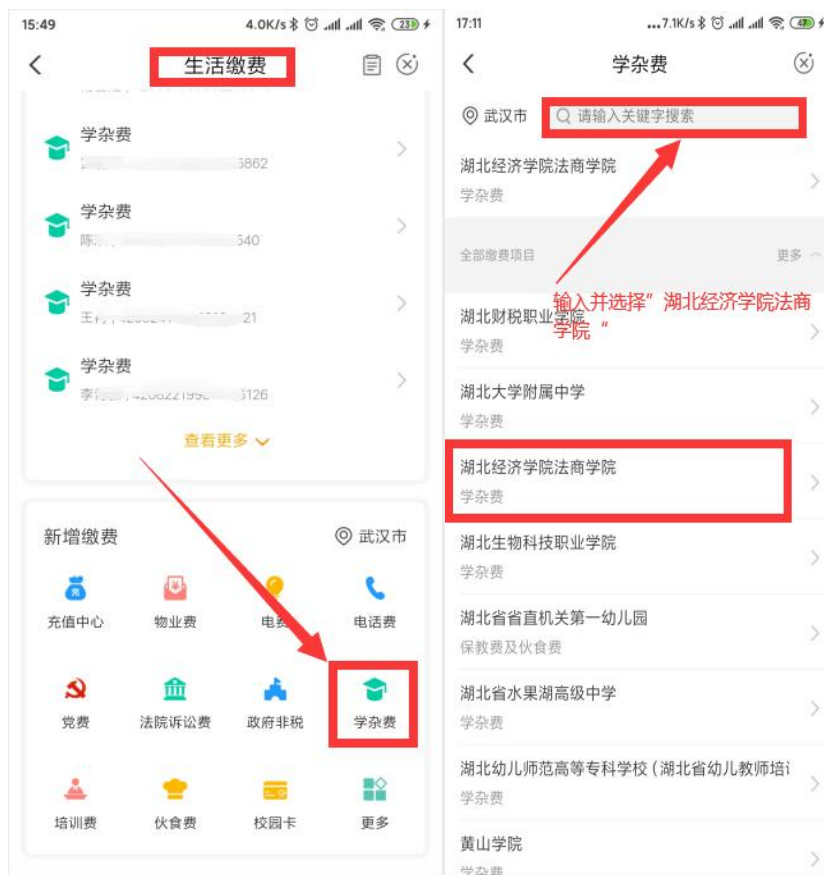 15:49
4.0K/s
23
生活缴费
学杂费
5862
学杂费
540
学杂费
21
学杂费
6126
查看更多
新增缴费
武汉市
充值中心
物业费
电费
电话费
党费
法院诉讼费
政府非税
学杂费
培训费
伙食费
校园卡
更多
17:11
...7.1K/s
47
学杂费
武汉市
请输入关键字搜索
湖北经济学院法商学院
学杂费
全部缴费项目
更多
输入并选择”湖北经济学院法商
学院“
湖北财税职业学院
学杂费
湖北大学附属中学
学杂费
湖北经济学院法商学院
学杂费
湖北生物科技职业学院
学杂费
湖北省省直机关第一幼儿园
保教费及伙食费
湖北省水果湖高级中学
学杂费
湖北幼儿师范高等专科学校(湖北省幼儿教师培
学杂费
黄山学院
学杂费